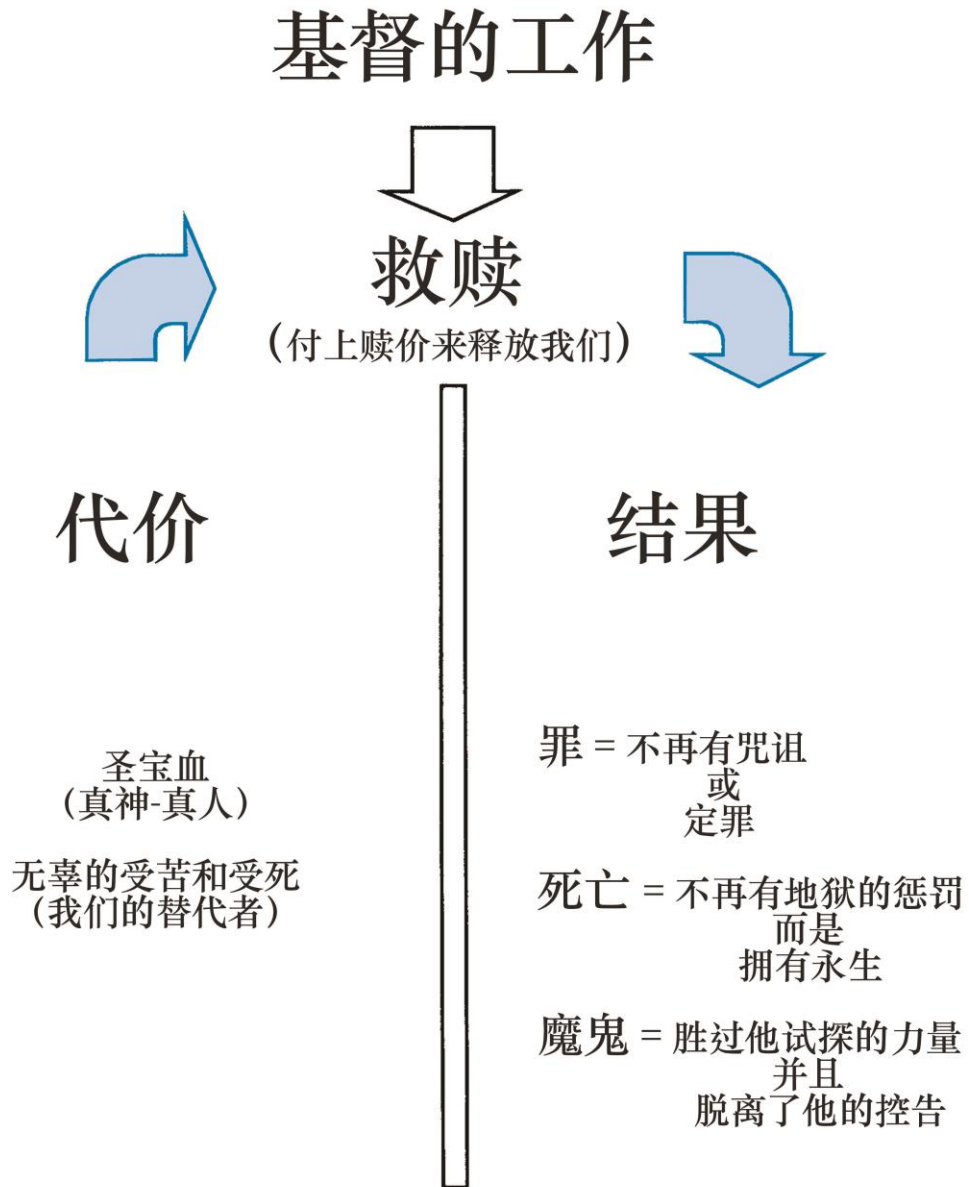 基督的工作
救赎
(付上赎价来释放我们)
代价
结果
圣宝血
(真神-真人)
无辜的受苦和受死
(我们的替代者)
罪 = 不再有咒诅
或
定罪
死亡 = 不再有地狱的惩罚
而是
拥有永生
魔鬼 = 胜过他试探的力量
并且
脱离了他的控告